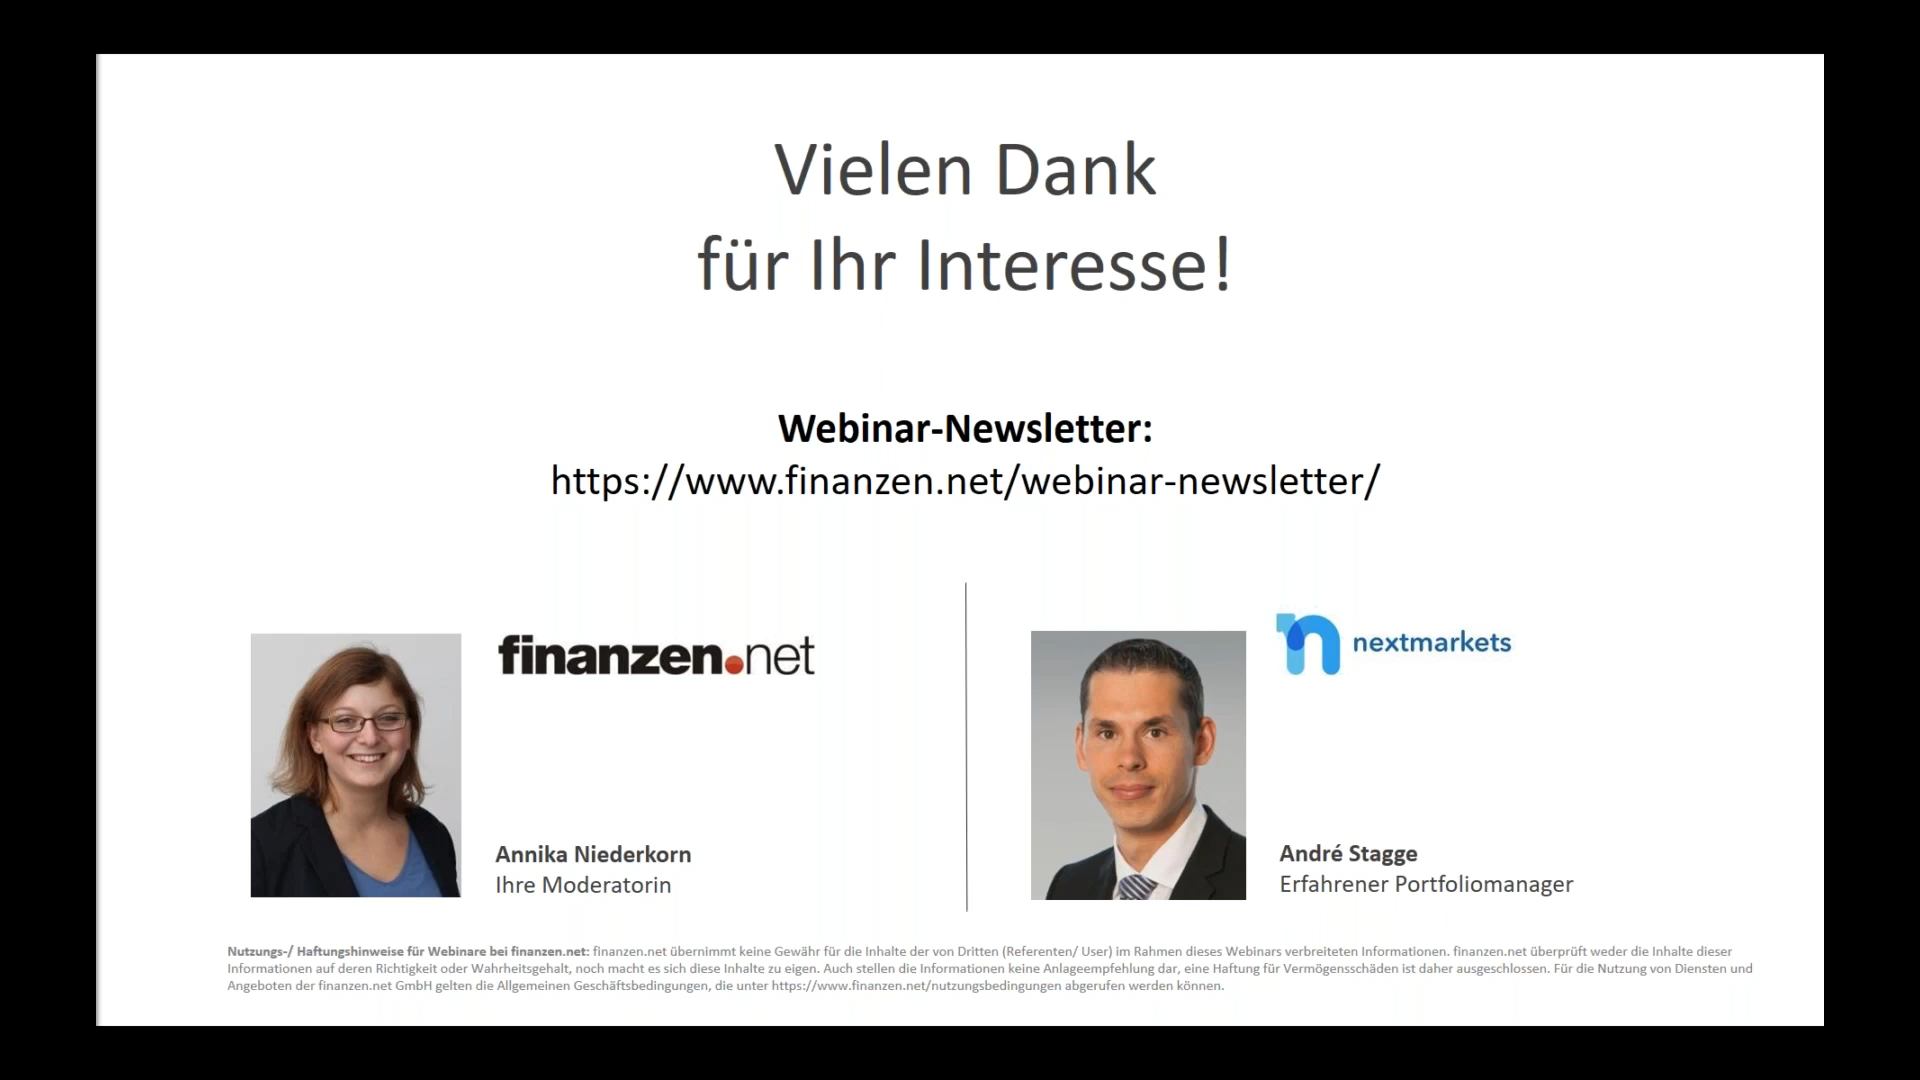 Vielen Dank
für Ihr Interesse!
Webinar-Newsletter:
https://www.finanzen.net/webinar-newsletter/
finanzen.net
Annika Niederkorn
Ihre Moderatorin
nextmarkets
André Stagge
Erfahrener Portfoliomanager
Nutzungs-/ Haftungshinweise für Webinare bei finanzen.net: finanzen.net übernimmt keine Gewähr für die Inhalte der von Dritten (Referenten/ User) im Rahmen dieses Webinars verbreiteten Informationen. finanzen.net überprüft weder die Inhalte dieser
Informationen auf deren Richtigkeit oder Wahrheitsgehalt, noch macht es sich diese Inhalte zu eigen. Auch stellen die Informationen keine Anlageempfehlung dar, eine Haftung für Vermögensschäden ist daher ausgeschlossen. Für die Nutzung von Diensten und
Angeboten der finanzen.net GmbH gelten die Allgemeinen Geschäftsbedingungen, die unter https://www.finanzen.net/nutzungsbedingungen abgerufen werden können.